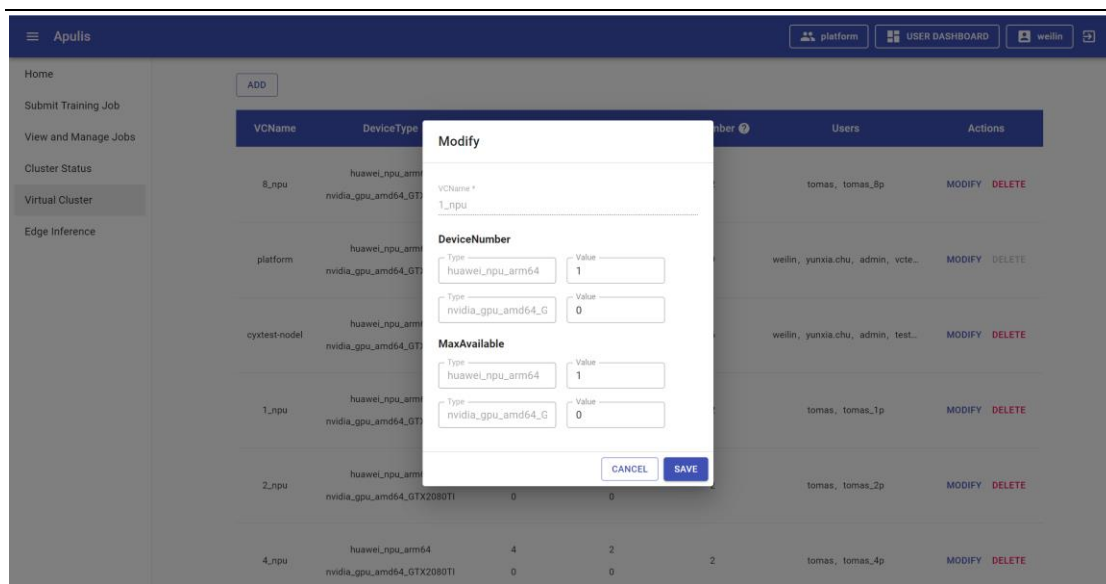 Apulis
platform
USER DASHBOARD
weilin
Home
Submit Training Job
View and Manage Jobs
Cluster Status
Virtual Cluster
Edge Inference
ADD
VCName DeviceType Users Actions
8_npu tomas, tomas_8p MODIFY DELETE
platform weilin, yunxia.chu, admin, vcte... MODIFY DELETE
cyxtest-nodel weilin, yunxia.chu, admin, test... MODIFY DELETE
1_npu tomas, tomas_1p MODIFY DELETE
2_npu tomas, tomas_2p MODIFY DELETE
nvidia_gpu_amd64_GTX2080TI 0 0
huawei_npu_arm64 4 2
4_npu 2 tomas, tomas_4p MODIFY DELETE
nvidia_gpu_amd64_GTX2080TI 0 0
Modify
VCName *
1_npu
DeviceNumber
Type Value
huawei_npu_arm64 1
Type Value
nvidia_gpu_amd64_G 0
MaxAvailable
Type Value
huawei_npu_arm64 1
Type Value
nvidia_gpu_amd64_G 0
CANCEL SAVE